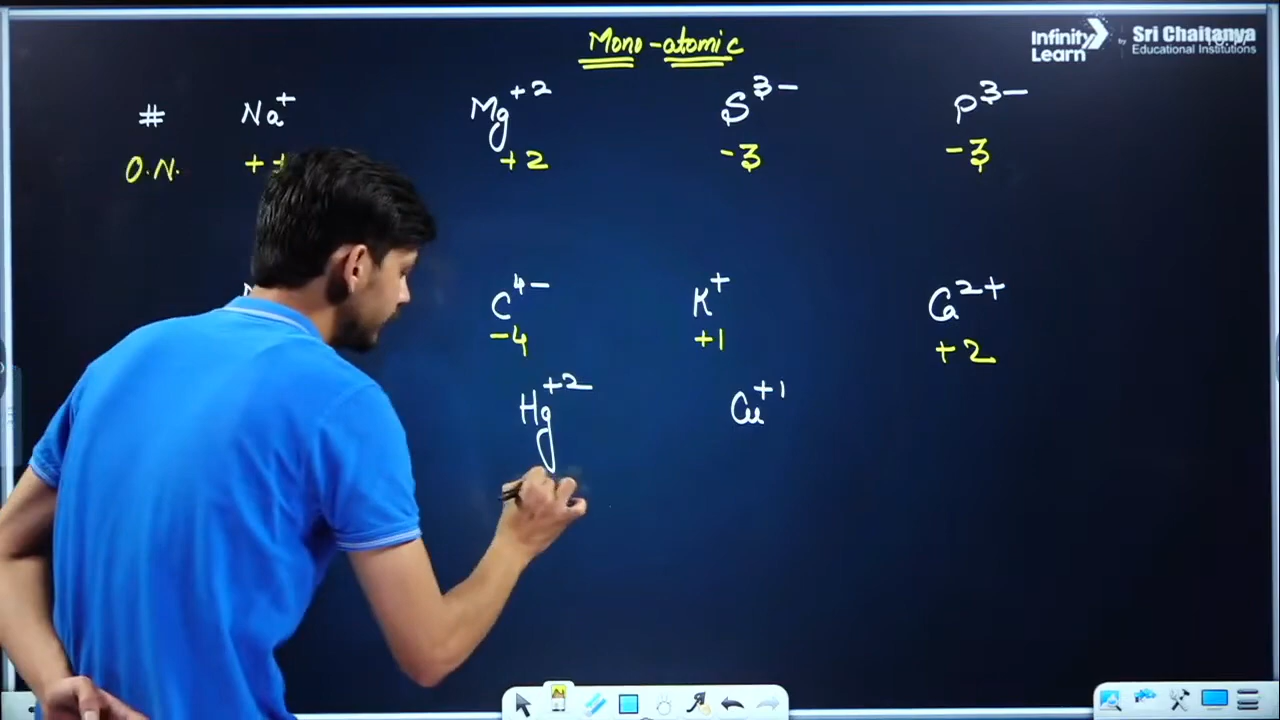 Mono-atomic
Infinity Learn by Sri Chaitanya Educational Institutions
# Na⁺ Mg⁺² S³⁻ P³⁻
O.N. +2 -3 -3
C⁴⁻ K⁺ Ca²⁺
-4 +1 +2
Hg⁺² Cu⁺¹